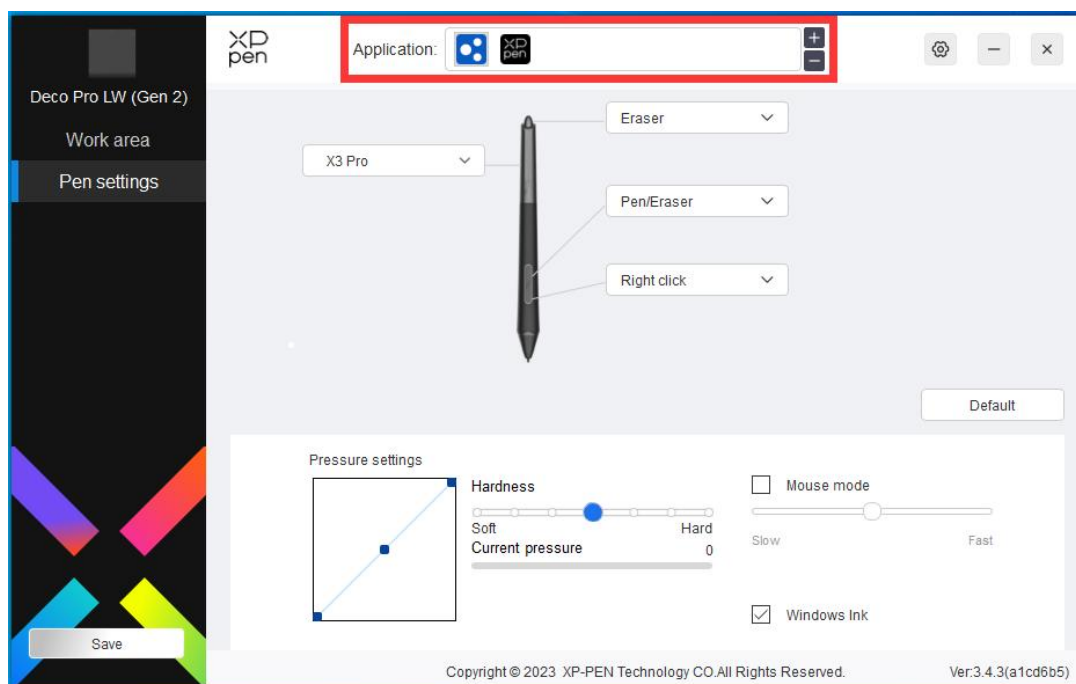 XP
pen
Application:
XP
pen
+
−
Deco Pro LW (Gen 2)
Work area
Pen settings
Eraser
X3 Pro
Pen/Eraser
Right click
Default
Pressure settings
Hardness
Soft Hard
Current pressure 0
Mouse mode
Slow Fast
Windows Ink
Save
Copyright © 2023 XP-PEN Technology CO.All Rights Reserved.
Ver:3.4.3(a1cd6b5)